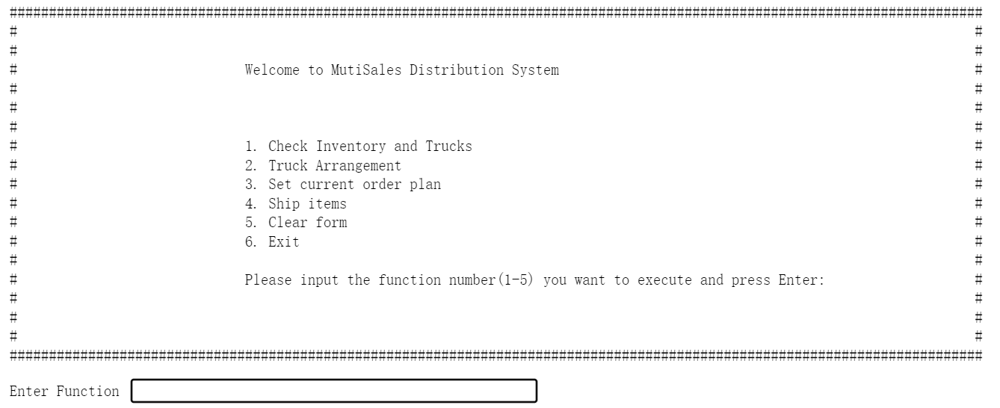 ############################################################################################################################
# #
# #
# Welcome to MutiSales Distribution System #
# #
# #
# #
# 1. Check Inventory and Trucks #
# 2. Truck Arrangement #
# 3. Set current order plan #
# 4. Ship items #
# 5. Clear form #
# 6. Exit #
# #
# Please input the function number(1-5) you want to execute and press Enter: #
# #
# #
# #
############################################################################################################################
Enter Function